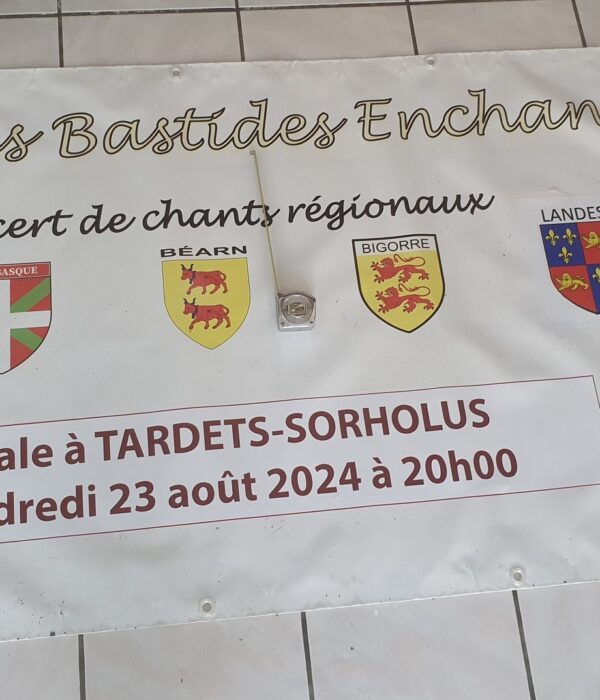 s Bastides Enchan
cert de chants régionaux
BASQUE
BÉARN
BIGORRE
LANDES
ale à TARDETS-SORHOLUS
dredi 23 août 2024 à 20h00